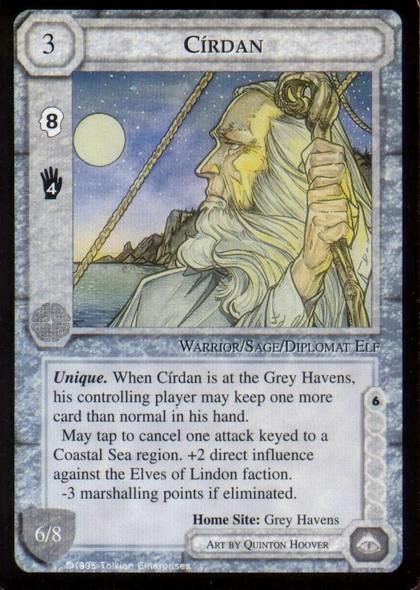 3
CÍRDAN
8
4
WARRIOR/SAGE/DIPLOMAT ELF
Unique. When Círdan is at the Grey Havens,
his controlling player may keep one more
card than normal in his hand.
May tap to cancel one attack keyed to a
Coastal Sea region. +2 direct influence
against the Elves of Lindon faction.
-3 marshalling points if eliminated.
6
Home Site: Grey Havens
6/8
ART BY QUINTON HOOVER
©1995 Tolkien Enterprises